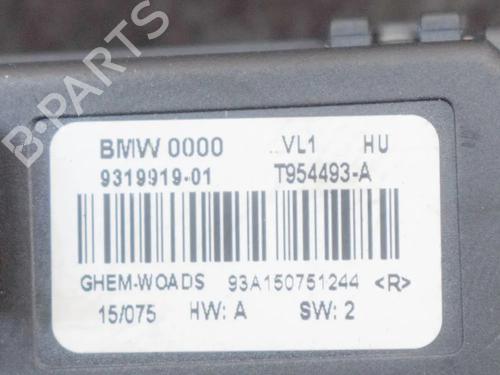 BMW 0000 ..VL1 HU
9319919-01 T954493-A
GHEM-WOADS 93A150751244 <R>
15/075 HW: A SW: 2
B-PARTS